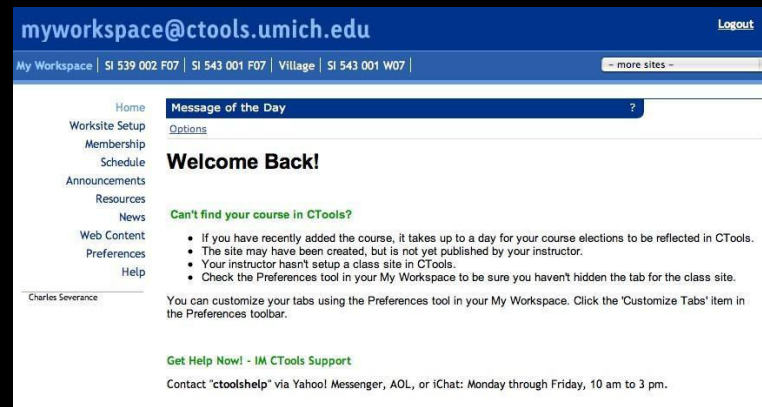 myworkspace@ctools.umich.edu
Logout
My Workspace | SI 539 002 F07 | SI 543 001 F07 | Village | SI 543 001 W07 |
- more sites -
Home
Worksite Setup
Membership
Schedule
Announcements
Resources
News
Web Content
Preferences
Help
Charles Severance
Message of the Day ?
Options
Welcome Back!
Can't find your course in CTools?
• If you have recently added the course, it takes up to a day for your course elections to be reflected in CTools.
• The site may have been created, but is not yet published by your instructor.
• Your instructor hasn't setup a class site in CTools.
• Check the Preferences tool in your My Workspace to be sure you haven't hidden the tab for the class site.
You can customize your tabs using the Preferences tool in your My Workspace. Click the 'Customize Tabs' item in
the Preferences toolbar.
Get Help Now! - IM CTools Support
Contact "ctoolshelp" via Yahoo! Messenger, AOL, or iChat: Monday through Friday, 10 am to 3 pm.